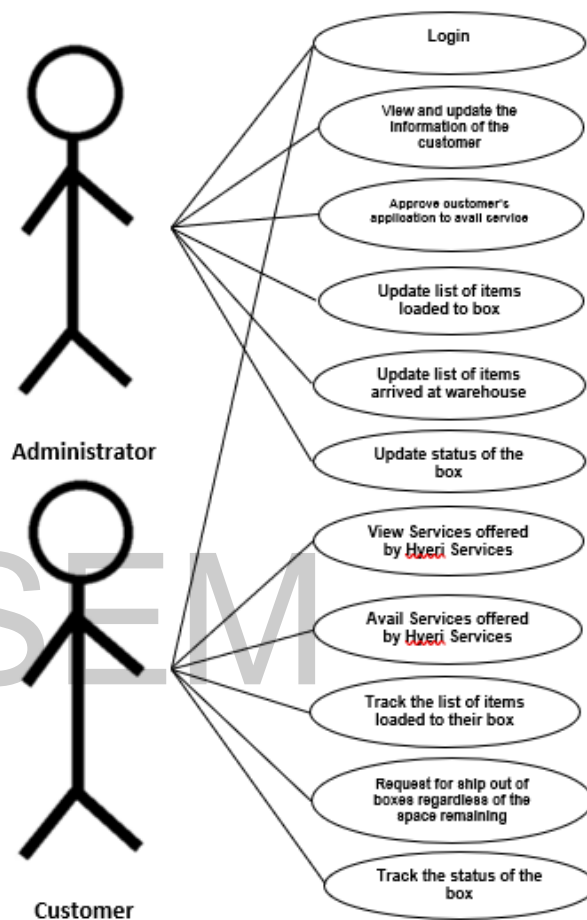 Login
View and update the
information of the
customer
Approve customer's
application to avail service
Update list of items
loaded to box
Update list of items
arrived at warehouse
Administrator
Update status of the
box
View Services offered
by Hyeri Services
SEM
Avail Services offered
by Hyeri Services
Track the list of items
loaded to their box
Request for ship out of
boxes regardless of the
space remaining
Track the status of the
box
Customer